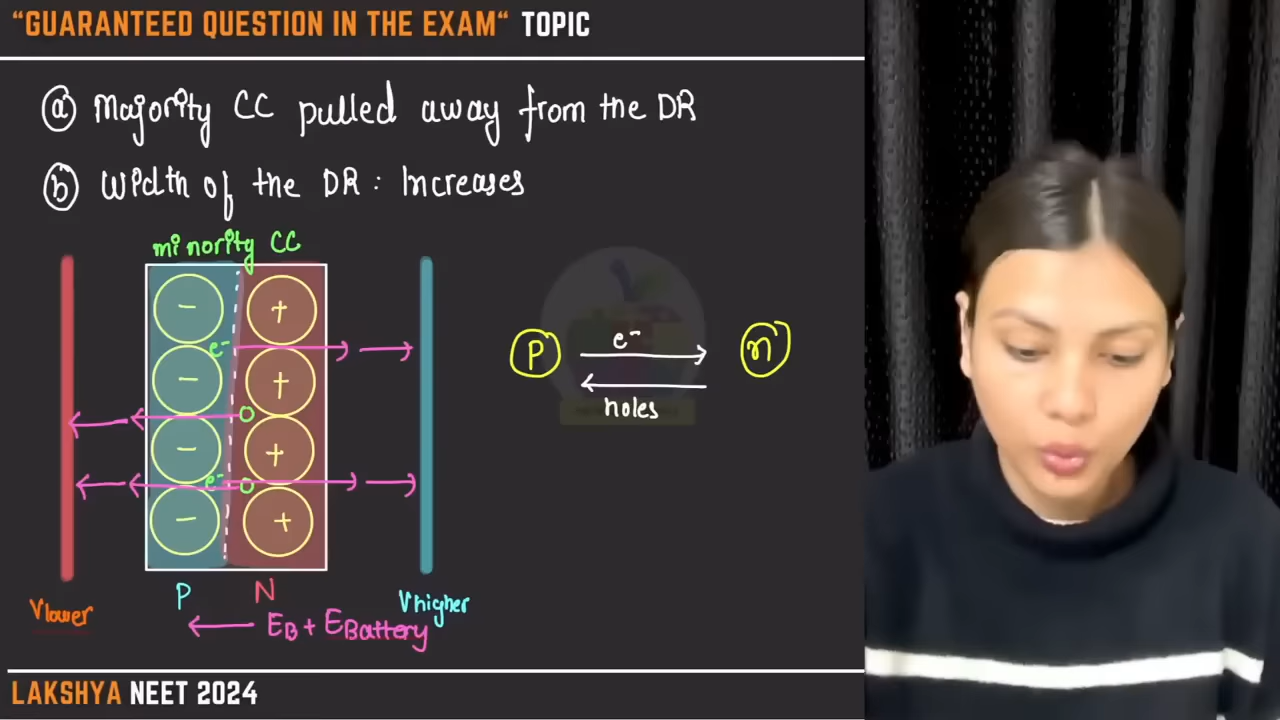 “GUARANTEED QUESTION IN THE EXAM“ TOPIC
ⓐ Majority CC pulled away from the DR
ⓑ Width of the DR : Increases
minority CC
− +
e⁻
− +
o
− +
e⁻ o
− +
P N
Vlower
Vhigher
← EB + EBattery
P e⁻ n
holes
LAKSHYA NEET 2024